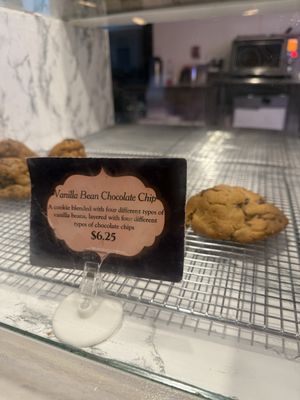 Vanilla Bean Chocolate Chip
A cookie blended with four different types of
vanilla beans, layered with four different
types of chocolate chips
$6.25